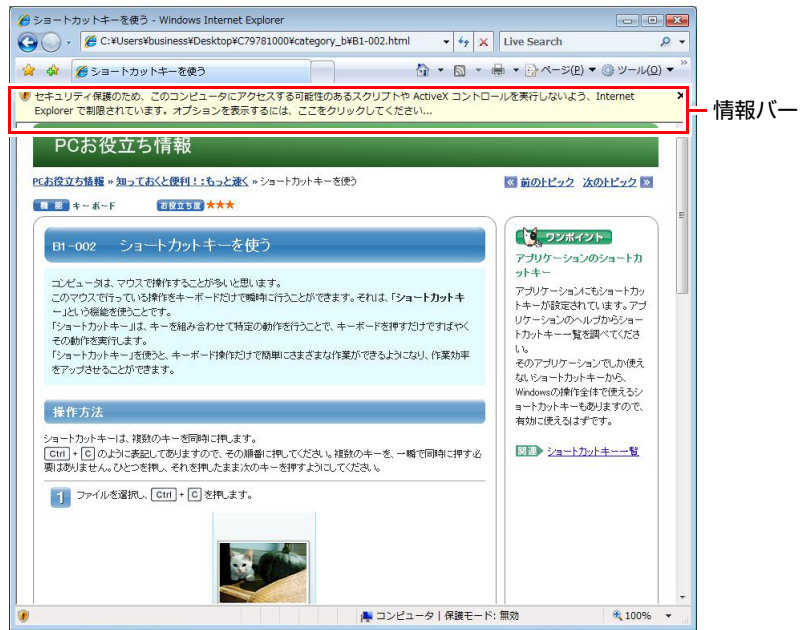 ショートカットキーを使う - Windows Internet Explorer
C:¥Users¥business¥Desktop¥C79781000¥category_b¥B1-002.html
Live Search
ショートカットキーを使う
ページ(P)
ツール(O)
セキュリティ保護のため、このコンピュータにアクセスする可能性のあるスクリプトや ActiveX コントロールを実行しないよう、Internet
Explorer で制限されています。オプションを表示するには、ここをクリックしてください...
情報バー
PCお役立ち情報
PCお役立ち情報 » 知っておくと便利！:もっと速く » ショートカットキーを使う
前のトピック 次のトピック
機 能 キーボード お役立ち度 ★★★
B1-002 ショートカットキーを使う
コンピュータは、マウスで操作することが多いと思います。
このマウスで行っている操作をキーボードだけで瞬時に行うことができます。それは、「ショートカットキ
ー」という機能を使うことです。
「ショートカットキー」は、キーを組み合わせて特定の動作を行うことで、キーボードを押すだけですばやく
その動作を実行します。
「ショートカットキー」を使うと、キーボード操作だけで簡単にさまざまな作業ができるようになり、作業効率
をアップさせることができます。
操作方法
ショートカットキーは、複数のキーを同時に押します。
Ctrl + C のように表記してありますので、その順番に押してください。複数のキーを、一瞬で同時に押す必
要はありません。ひとつを押し、それを押したまま次のキーを押すようにしてください。
1 ファイルを選択し、Ctrl + C を押します。
ワンポイント
アプリケーションのショートカ
ットキー
アプリケーションにもショートカッ
トキーが設定されています。アプ
リケーションのヘルプからショー
トカットキー一覧を調べてくださ
い。
そのアプリケーションでしか使え
ないショートカットキーから、
Windowsの操作全体で使えるシ
ョートカットキーもありますので、
有効に使えるはずです。
関連 ショートカットキー一覧
コンピュータ | 保護モード: 無効
100%